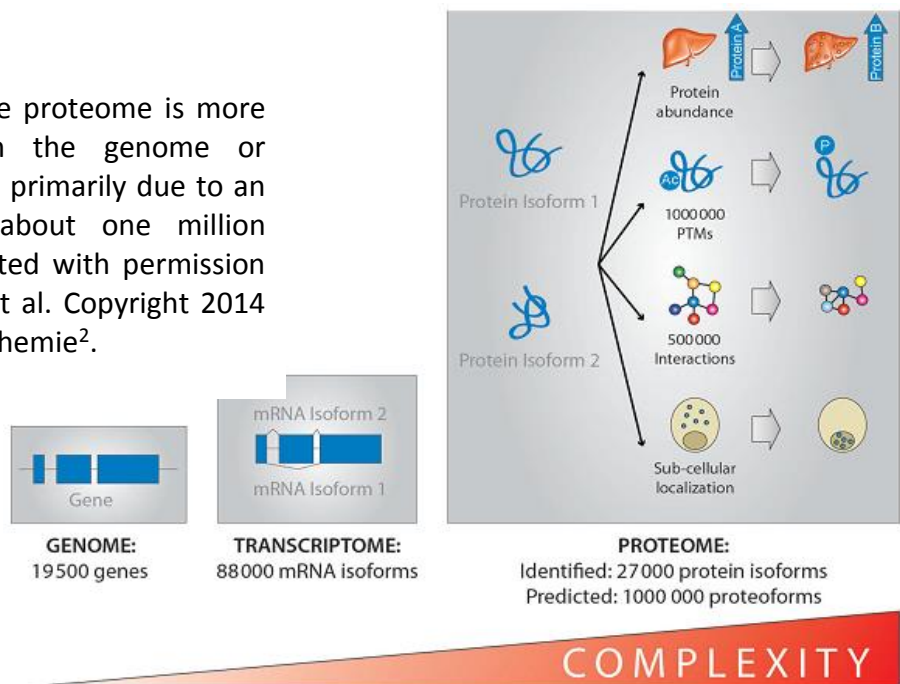 e proteome is more
the genome or
primarily due to an
about one million
ted with permission
et al. Copyright 2014
hemie².
Protein A
Protein B
Protein
abundance
Protein Isoform 1
Ac
P
1000000
PTMs
Protein Isoform 2
500000
Interactions
Sub-cellular
localization
mRNA Isoform 2
mRNA Isoform 1
Gene
GENOME:
19500 genes
TRANSCRIPTOME:
88000 mRNA isoforms
PROTEOME:
Identified: 27000 protein isoforms
Predicted: 1000 000 proteoforms
COMPLEXITY